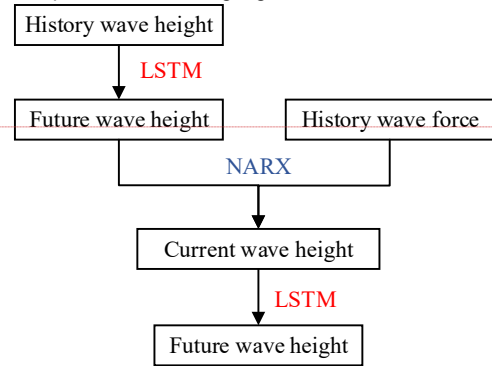 History wave height
LSTM
Future wave height
History wave force
NARX
Current wave height
LSTM
Future wave height